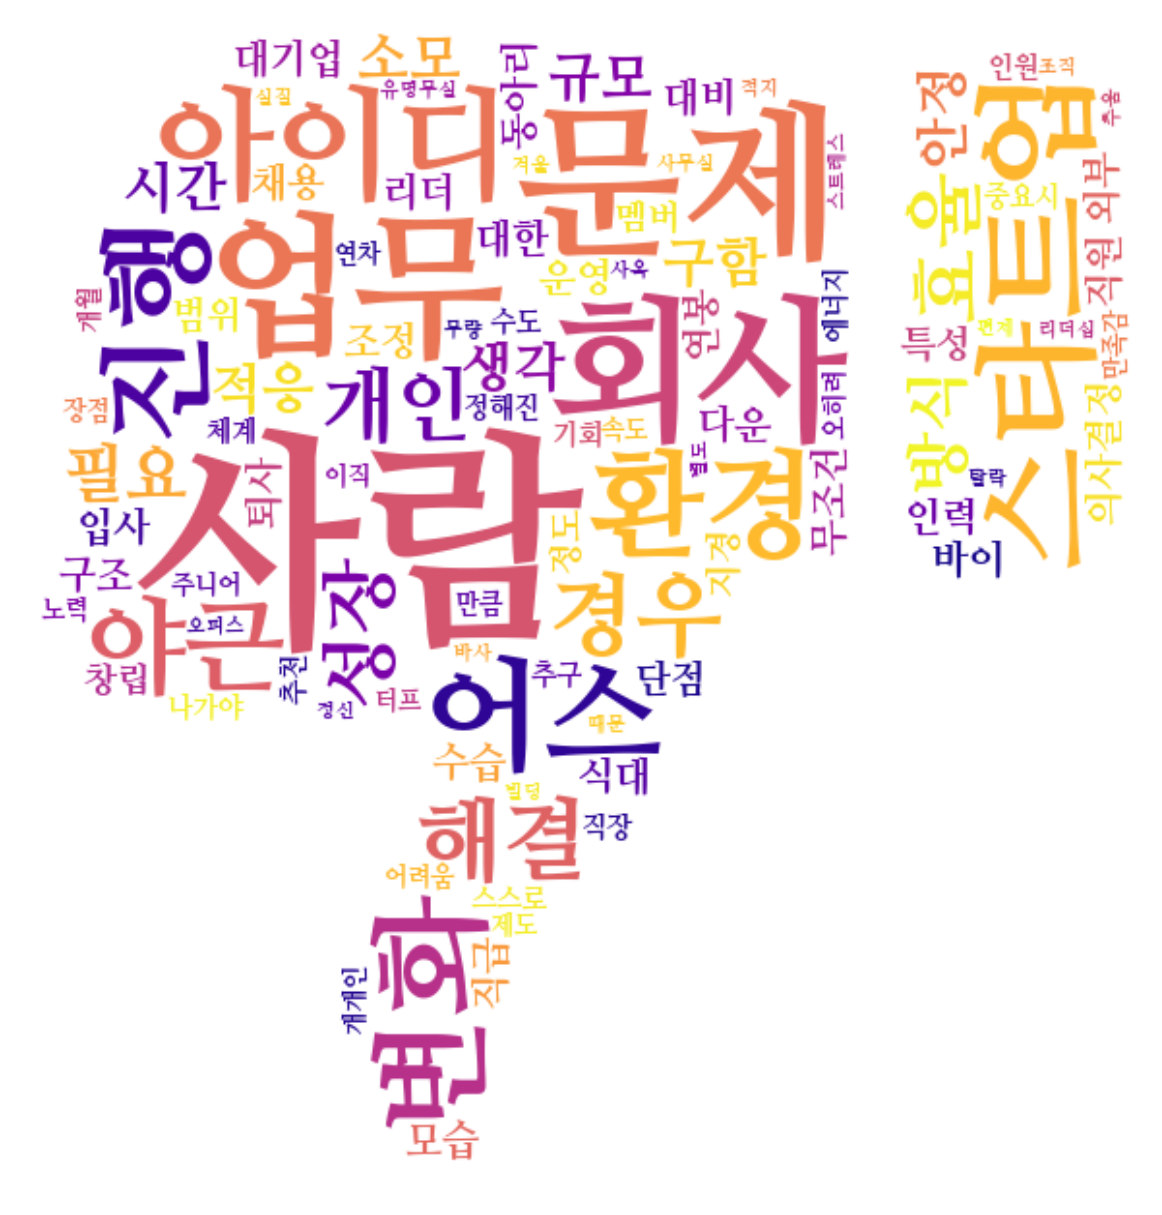 대기업
소모
동아리
규모
대비
적지
실질
유명무실
아이디
문제
시간
채용
리더
겨울
사무실
스트레스
멤버
진행
업무
연차
대한
구함
운영
사옥
개월
범위
조정
무량
수도
회사
연봉
에너지
적응
개인
생각
정해진
오히려
장점
체계
기회
속도
다운
필요
퇴사
이직
사람
환경
별도
무조건
입사
정도
지경
구조
주니어
성장
만큼
경우
노력
야근
오피스
창립
추천
바사
나가야
정신
터프
어스
추구
단점
때문
수습
식대
빌딩
해결
직장
어려움
스스로
제도
변화
직급
개개인
모습
안정
인원
조직
추움
스타트업
효율
중요시
외부
직원
특성
편제
리더십
만족감
방식
의사결정
탈락
인력
바이